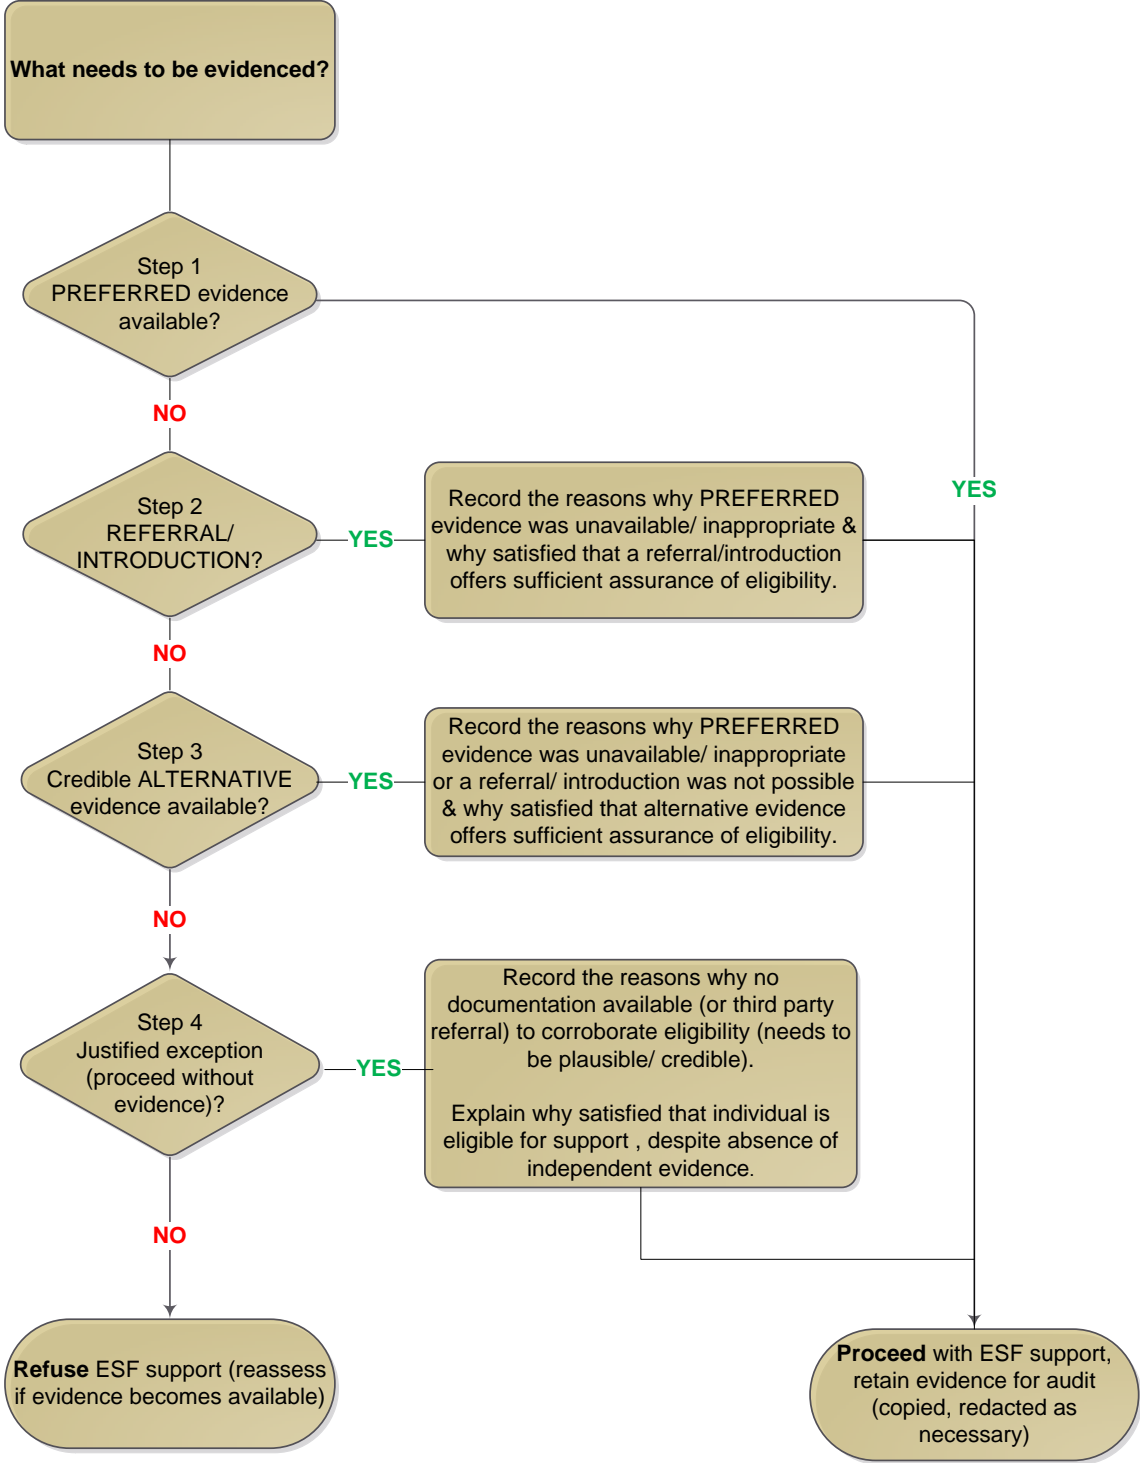 What needs to be evidenced?
Step 1
PREFERRED evidence
available?
NO
YES
Step 2
REFERRAL/
INTRODUCTION?
YES
Record the reasons why PREFERRED
evidence was unavailable/ inappropriate &
why satisfied that a referral/introduction
offers sufficient assurance of eligibility.
NO
Step 3
Credible ALTERNATIVE
evidence available?
YES
Record the reasons why PREFERRED
evidence was unavailable/ inappropriate
or a referral/ introduction was not possible
& why satisfied that alternative evidence
offers sufficient assurance of eligibility.
NO
Step 4
Justified exception
(proceed without
evidence)?
YES
Record the reasons why no
documentation available (or third party
referral) to corroborate eligibility (needs to
be plausible/ credible).
Explain why satisfied that individual is
eligible for support , despite absence of
independent evidence.
NO
Refuse ESF support (reassess
if evidence becomes available)
Proceed with ESF support,
retain evidence for audit
(copied, redacted as
necessary)